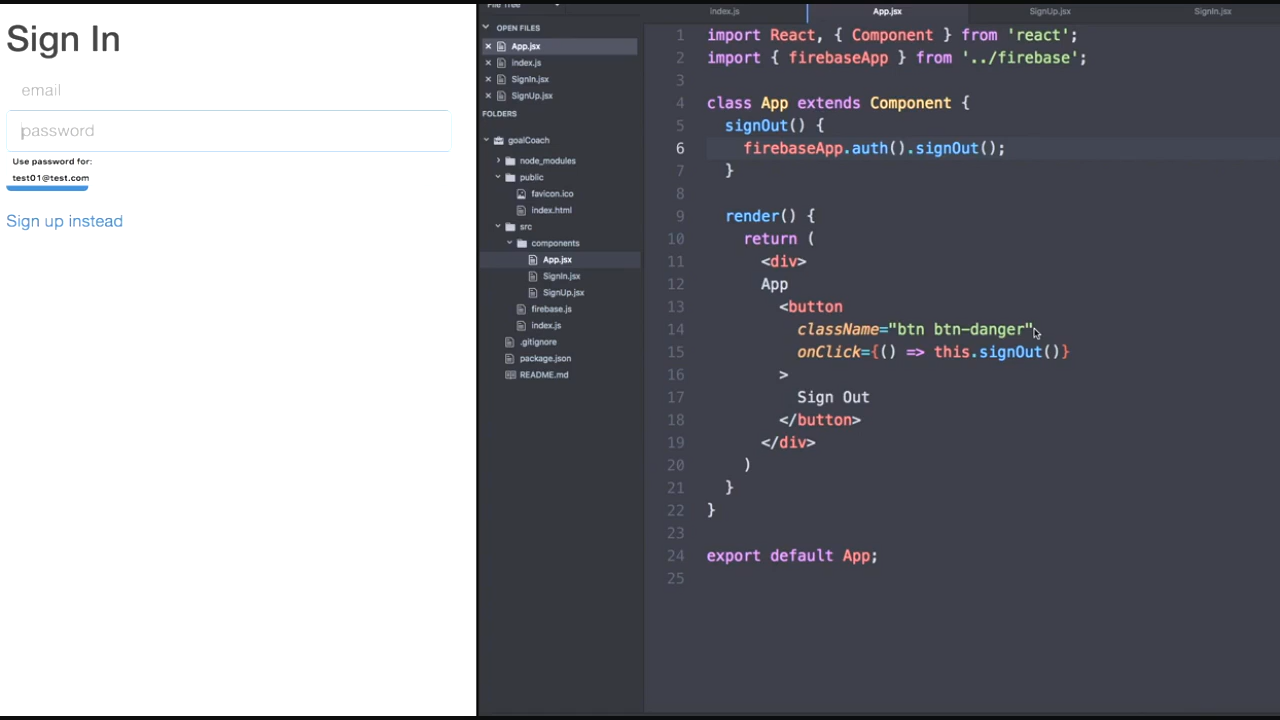 Sign In
email
password
Use password for:
test01@test.com
Sign up instead
File Tree
OPEN FILES
App.jsx
index.js
SignIn.jsx
SignUp.jsx
FOLDERS
goalCoach
node_modules
public
favicon.ico
index.html
src
components
App.jsx
SignIn.jsx
SignUp.jsx
firebase.js
index.js
.gitignore
package.json
README.md
index.js App.jsx SignUp.jsx SignIn.jsx
1 import React, { Component } from 'react';
2 import { firebaseApp } from '../firebase';
3
4 class App extends Component {
5 signOut() {
6 firebaseApp.auth().signOut();
7 }
8
9 render() {
10 return (
11 <div>
12 App
13 <button
14 className="btn btn-danger"
15 onClick={() => this.signOut()}
16 >
17 Sign Out
18 </button>
19 </div>
20 )
21 }
22 }
23
24 export default App;
25